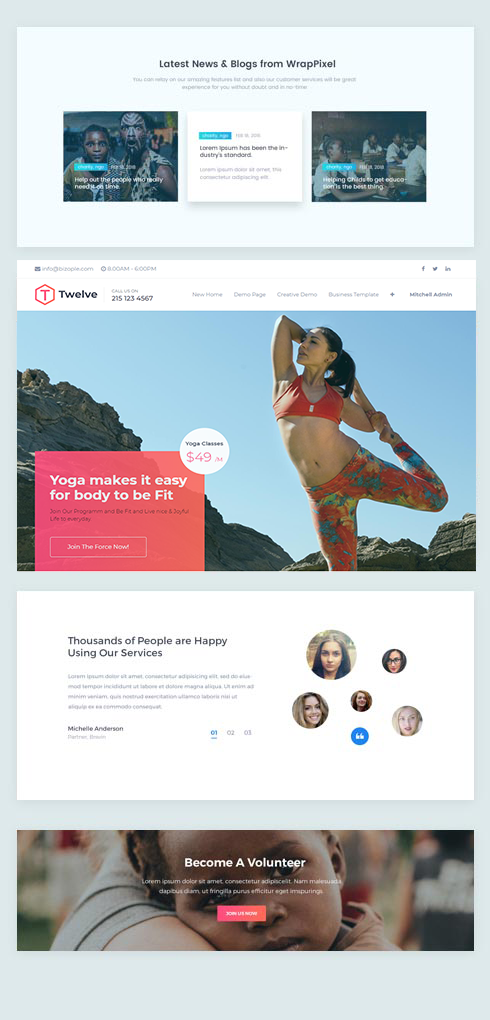 Latest News & Blogs from WrapPixel
You can relay on our amazing features list and also our customer services will be great
experience for you without doubt and in no-time
charity, ngo FEB 18, 2018
Help out the people who really
need it on time.
charity, ngo FEB 18, 2018
Lorem Ipsum has been the in-
dustry's standard.
Lorem ipsum dolor sit amet, this
consectetur adipiscing elit
charity, ngo FEB 18, 2018
Helping Childs to get educa-
tion is the best thing.
info@bizople.com 8:00AM - 6:00PM
T Twelve
CALL US ON
215 123 4567
New Home Demo Page Creative Demo Business Template + Mitchell Admin
Yoga Classes
$49 /M
Yoga makes it easy
for body to be Fit
Join Our Programm and Be Fit and Live nice & Joyful
Life to everyday.
Join The Force Now!
Thousands of People are Happy
Using Our Services
Lorem ipsum dolor sit amet, consectetur adipisicing elit, sed do eius-
mod tempor incididunt ut labore et dolore magna aliqua. Ut enim ad
minim veniam, quis nostrud exercitation ullamco laboris nisi ut
aliquip ex ea commodo consequat.
Michelle Anderson
Partner, Brewin
01 02 03
Become A Volunteer
Lorem ipsum dolor sit amet, consectetur adipiscelit. Nam malesuada
dapibus diam, ut fringilla purus efficitur eget imspurings.
JOIN US NOW